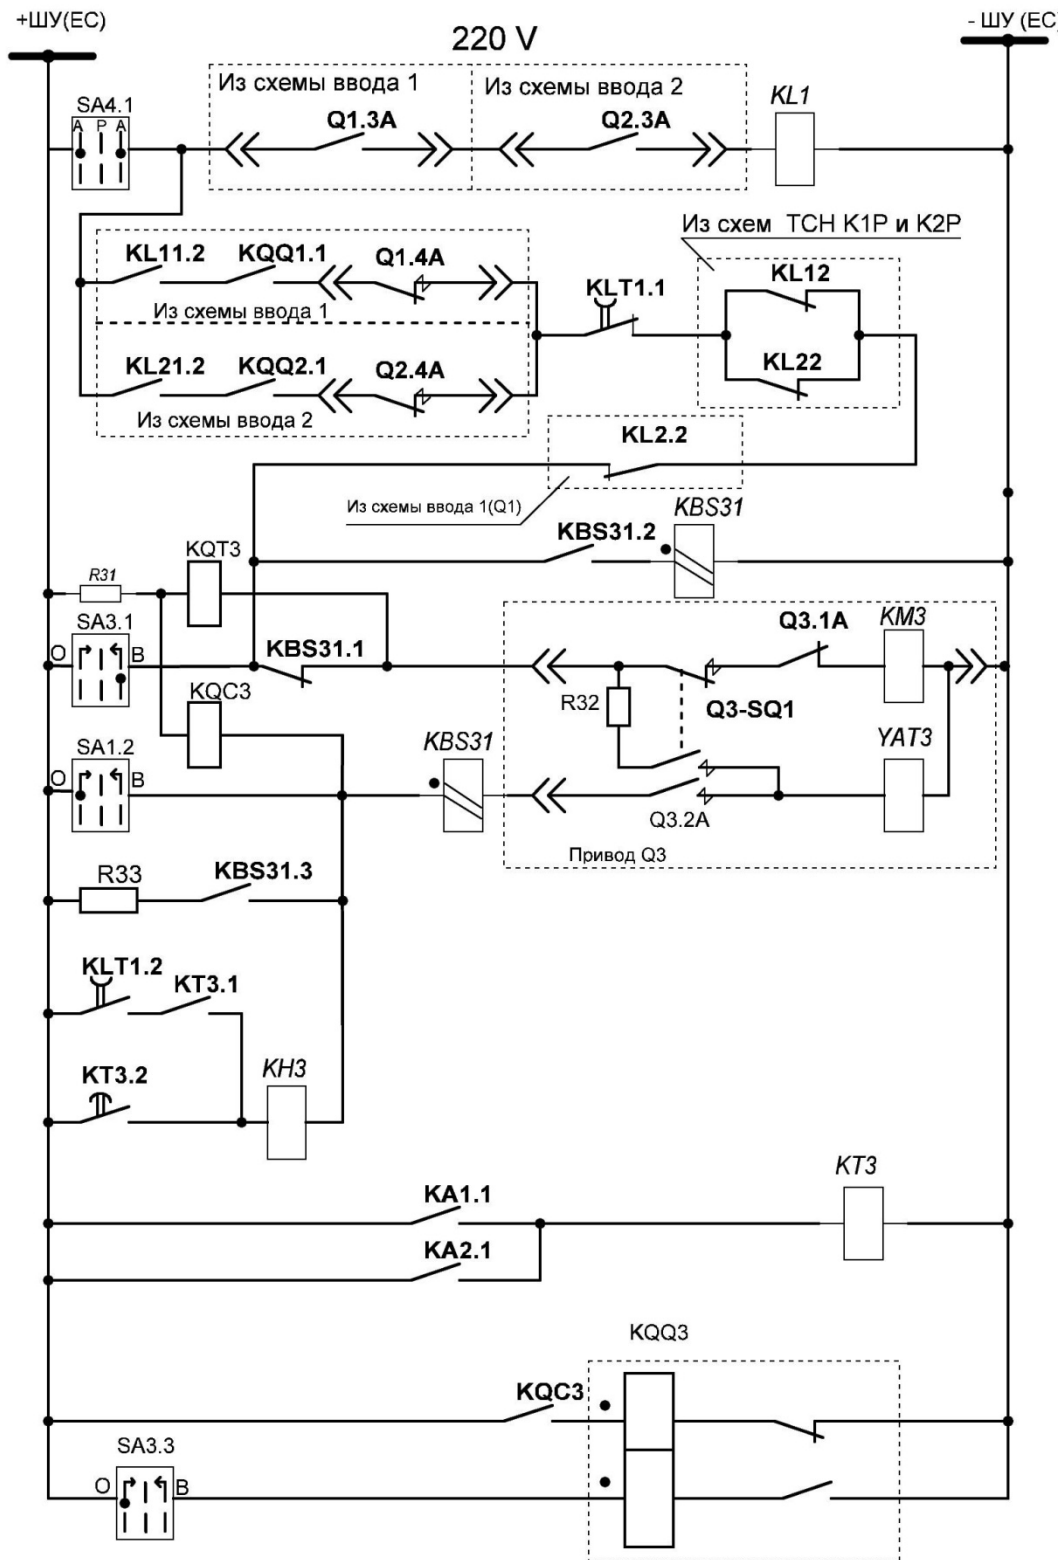 +ШУ(ЕС)
- ШУ (ЕС)
220 V
Из схемы ввода 1
Из схемы ввода 2
KL1
SA4.1
А Р А
Q1.3A
Q2.3A
Из схем ТСН К1Р и К2Р
KL11.2
KQQ1.1
Q1.4A
KLT1.1
KL12
Из схемы ввода 1
KL21.2
KQQ2.1
Q2.4A
KL22
Из схемы ввода 2
KL2.2
Из схемы ввода 1(Q1)
KBS31
KBS31.2
KQT3
R31
SA3.1
O
B
KBS31.1
Q3.1A
KM3
KQC3
R32
Q3-SQ1
SA1.2
O
B
KBS31
YAT3
Q3.2A
Привод Q3
R33
KBS31.3
KLT1.2
KT3.1
KT3.2
KH3
KA1.1
KT3
KA2.1
KQQ3
KQC3
SA3.3
O
B